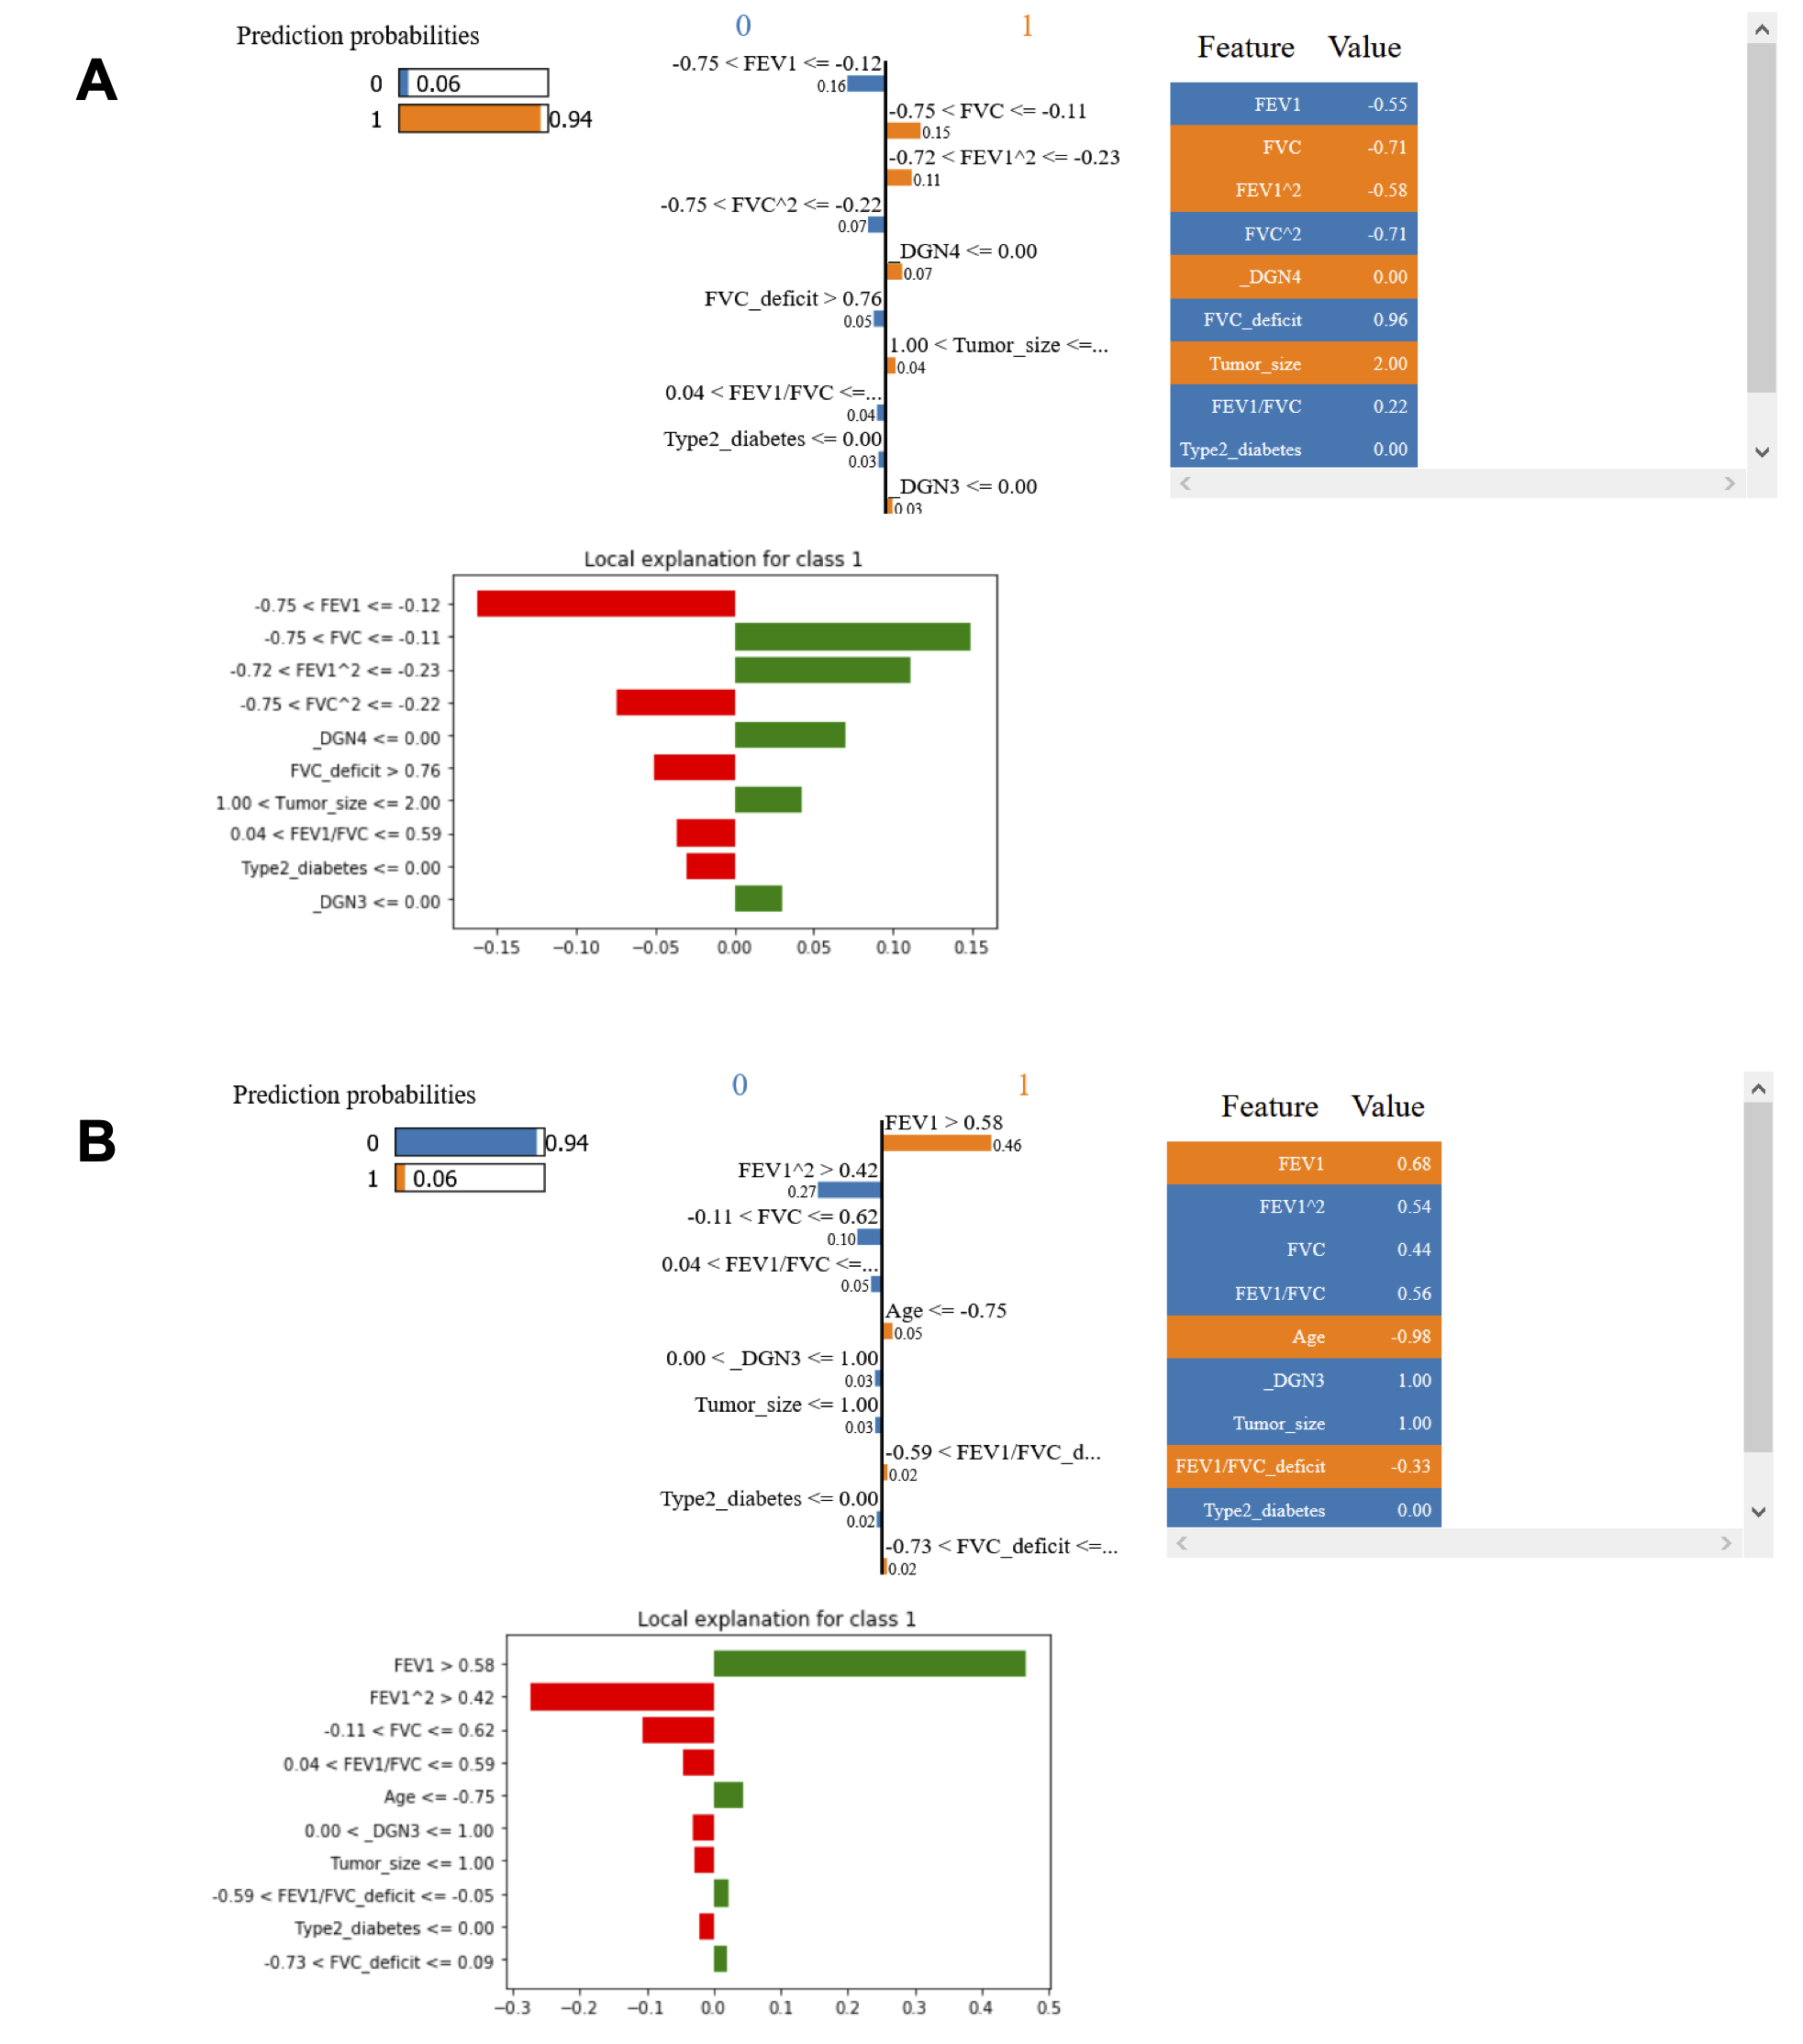 A
Prediction probabilities
0 0.06
1 0.94
0 1
-0.75 < FEV1 <= -0.12
0.16
-0.75 < FVC <= -0.11
0.15
-0.72 < FEV1^2 <= -0.23
0.11
-0.75 < FVC^2 <= -0.22
0.07
_DGN4 <= 0.00
0.07
FVC_deficit > 0.76
0.05
1.00 < Tumor_size <=...
0.04
0.04 < FEV1/FVC <=...
0.04
Type2_diabetes <= 0.00
0.03
_DGN3 <= 0.00
0.03
Feature Value
FEV1 -0.55
FVC -0.71
FEV1^2 -0.58
FVC^2 -0.71
_DGN4 0.00
FVC_deficit 0.96
Tumor_size 2.00
FEV1/FVC 0.22
Type2_diabetes 0.00
Local explanation for class 1
-0.75 < FEV1 <= -0.12
-0.75 < FVC <= -0.11
-0.72 < FEV1^2 <= -0.23
-0.75 < FVC^2 <= -0.22
_DGN4 <= 0.00
FVC_deficit > 0.76
1.00 < Tumor_size <= 2.00
0.04 < FEV1/FVC <= 0.59
Type2_diabetes <= 0.00
_DGN3 <= 0.00
−0.15 −0.10 −0.05 0.00 0.05 0.10 0.15
B
Prediction probabilities
0 0.94
1 0.06
0 1
FEV1 > 0.58
0.46
FEV1^2 > 0.42
0.27
-0.11 < FVC <= 0.62
0.10
0.04 < FEV1/FVC <=...
0.05
Age <= -0.75
0.05
0.00 < _DGN3 <= 1.00
0.03
Tumor_size <= 1.00
0.03
-0.59 < FEV1/FVC_d...
0.02
Type2_diabetes <= 0.00
0.02
-0.73 < FVC_deficit <=...
0.02
Feature Value
FEV1 0.68
FEV1^2 0.54
FVC 0.44
FEV1/FVC 0.56
Age -0.98
_DGN3 1.00
Tumor_size 1.00
FEV1/FVC_deficit -0.33
Type2_diabetes 0.00
Local explanation for class 1
FEV1 > 0.58
FEV1^2 > 0.42
-0.11 < FVC <= 0.62
0.04 < FEV1/FVC <= 0.59
Age <= -0.75
0.00 < _DGN3 <= 1.00
Tumor_size <= 1.00
-0.59 < FEV1/FVC_deficit <= -0.05
Type2_diabetes <= 0.00
-0.73 < FVC_deficit <= 0.09
−0.3 −0.2 −0.1 0.0 0.1 0.2 0.3 0.4 0.5